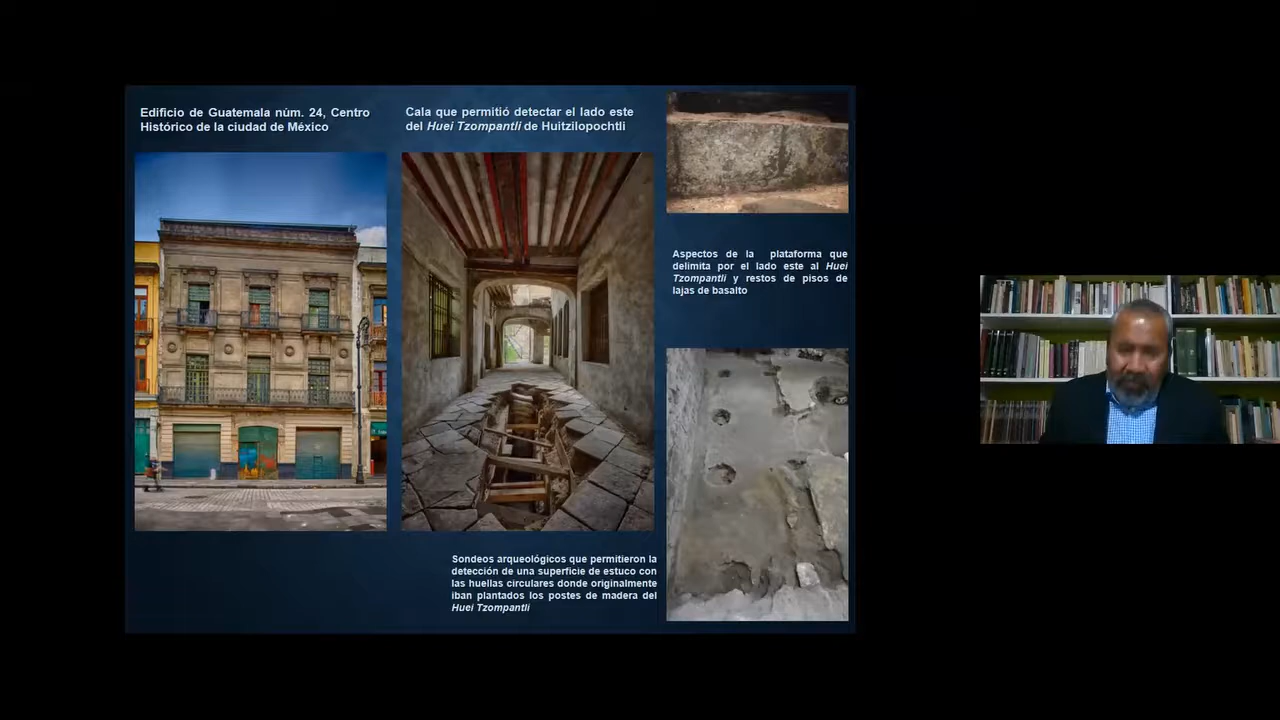 Edificio de Guatemala núm. 24, Centro
Histórico de la ciudad de México
Cala que permitió detectar el lado este
del Huei Tzompantli de Huitzilopochtli
Aspectos de la plataforma que
delimita por el lado este al Huei
Tzompantli y restos de pisos de
lajas de basalto
Sondeos arqueológicos que permitieron la
detección de una superficie de estuco con
las huellas circulares donde originalmente
iban plantados los postes de madera del
Huei Tzompantli